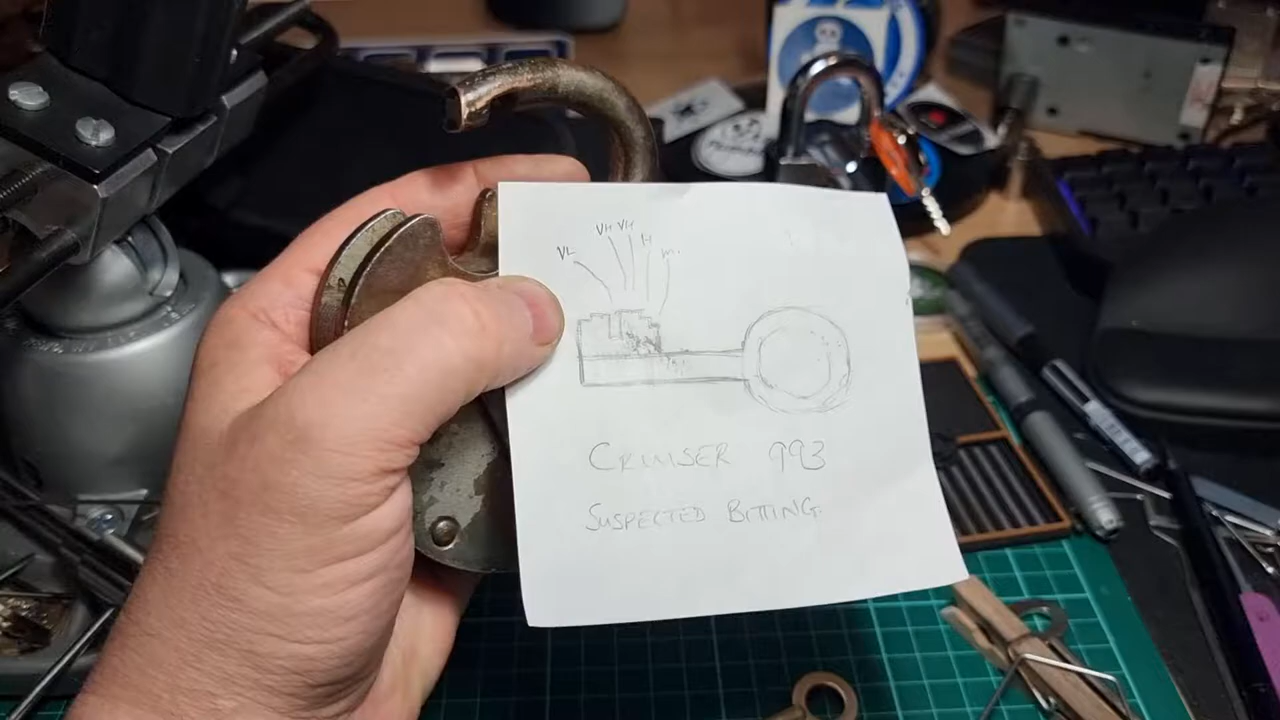 VL VH VH H M.
CRUISER 993
SUSPECTED BITTING